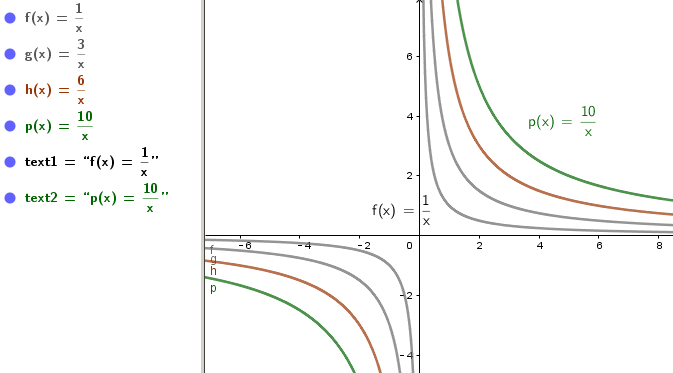 f(x) = 1/x
g(x) = 3/x
h(x) = 6/x
p(x) = 10/x
text1 = “f(x) = 1/x”
text2 = “p(x) = 10/x”
6
4
2
p(x) = 10/x
f(x) = 1/x
-6 -4 -2 0 2 4 6 8
f
g
h
p
-2
-4